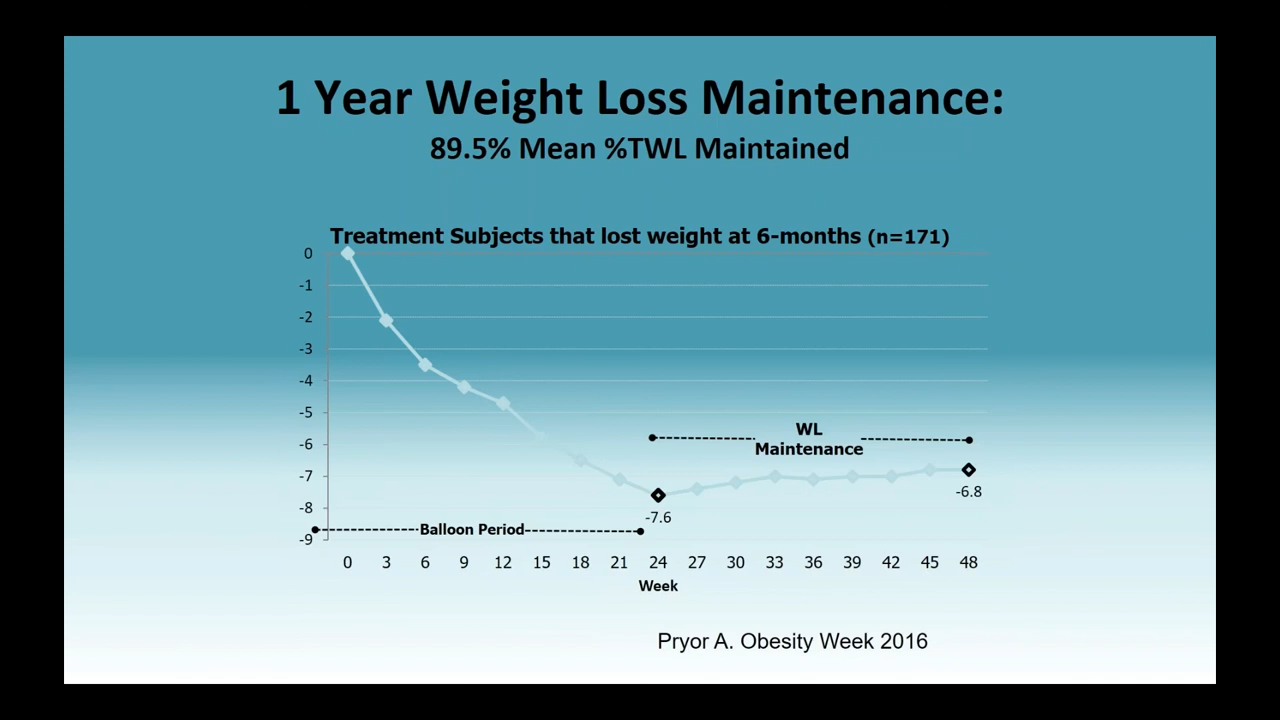 1 Year Weight Loss Maintenance:
89.5% Mean %TWL Maintained
Treatment Subjects that lost weight at 6-months (n=171)
0
-1
-2
-3
-4
-5
-6
-7
-8
-9
WL
Maintenance
-6.8
-7.6
Balloon Period
0 3 6 9 12 15 18 21 24 27 30 33 36 39 42 45 48
Week
Pryor A. Obesity Week 2016